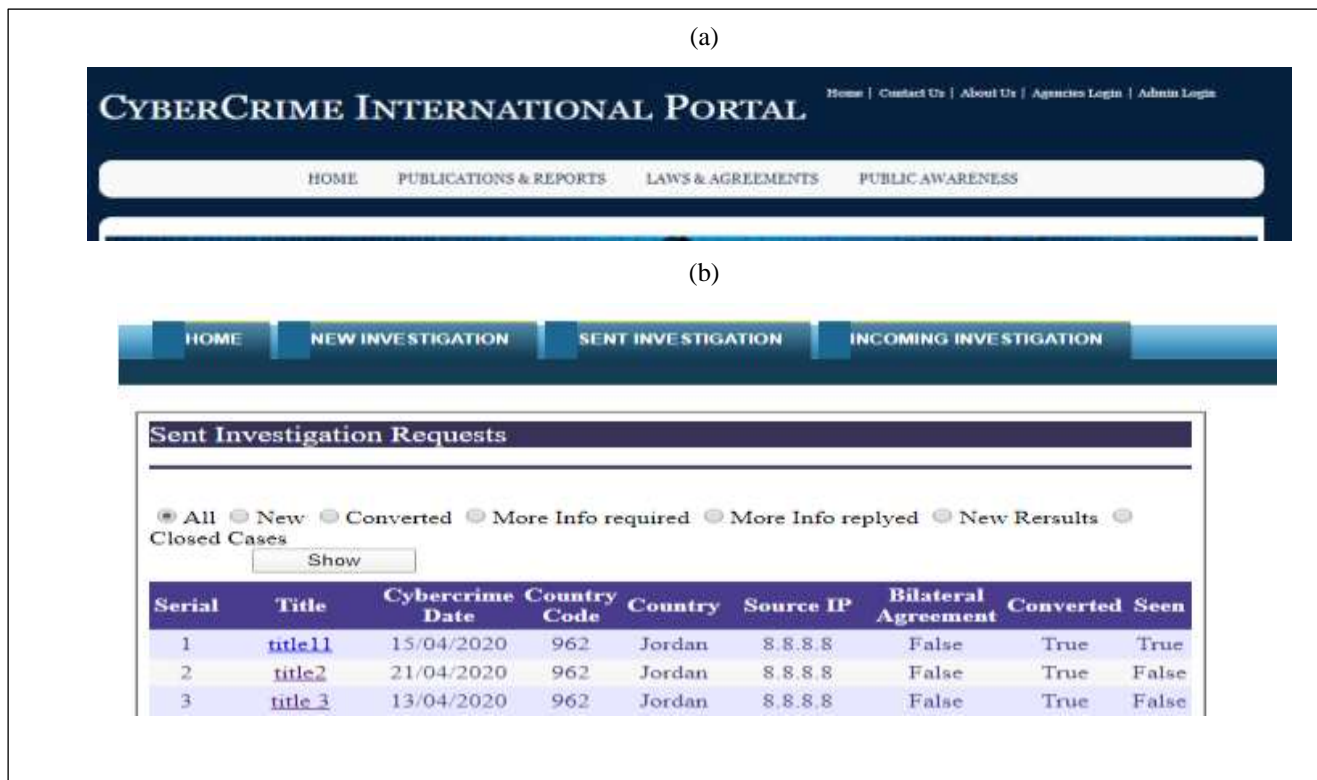 (a)
CYBERCRIME INTERNATIONAL PORTAL
Home | Contact Us | About Us | Agencies Login | Admin Login
HOME PUBLICATIONS & REPORTS LAWS & AGREEMENTS PUBLIC AWARENESS
(b)
HOME NEW INVESTIGATION SENT INVESTIGATION INCOMING INVESTIGATION
Sent Investigation Requests
All New Converted More Info required More Info replyed New Rersults
Closed Cases
Show
Serial Title Cybercrime Date Country Code Country Source IP Bilateral Agreement Converted Seen
1 title11 15/04/2020 962 Jordan 8.8.8.8 False True True
2 title2 21/04/2020 962 Jordan 8.8.8.8 False True False
3 title 3 13/04/2020 962 Jordan 8.8.8.8 False True False